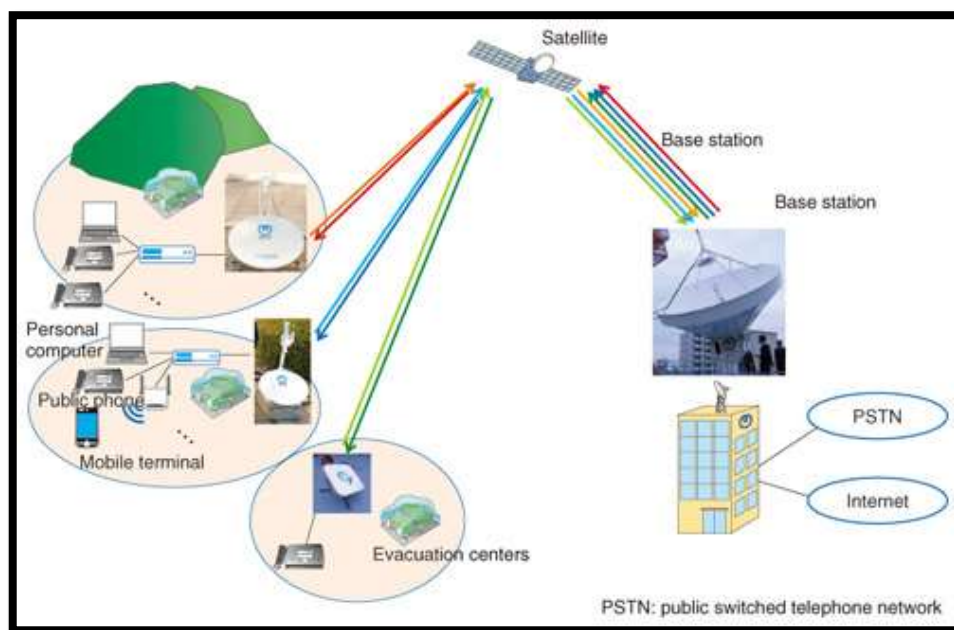 Satellite
Base station
Base station
Personal
computer
Public phone
Mobile terminal
Evacuation centers
PSTN
Internet
PSTN: public switched telephone network